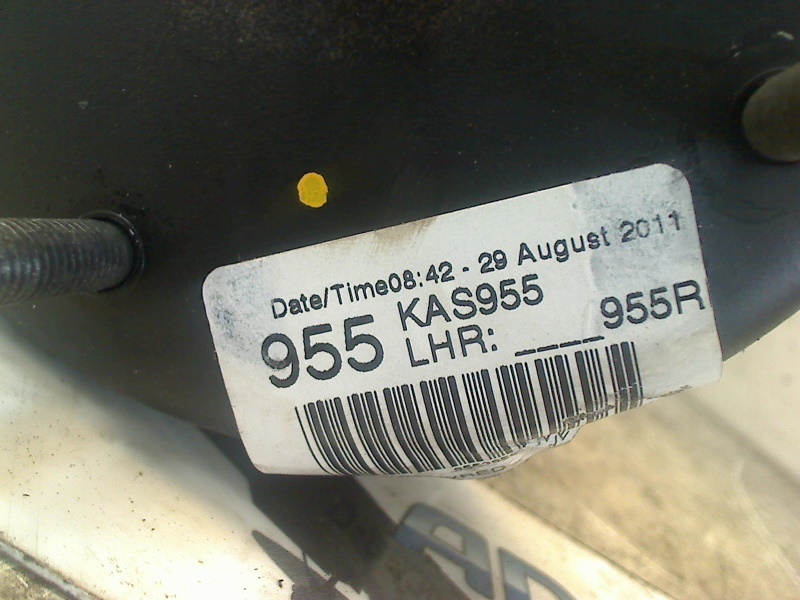 Date/Time08:42 - 29 August 2011
955 KAS955
LHR: ____955R